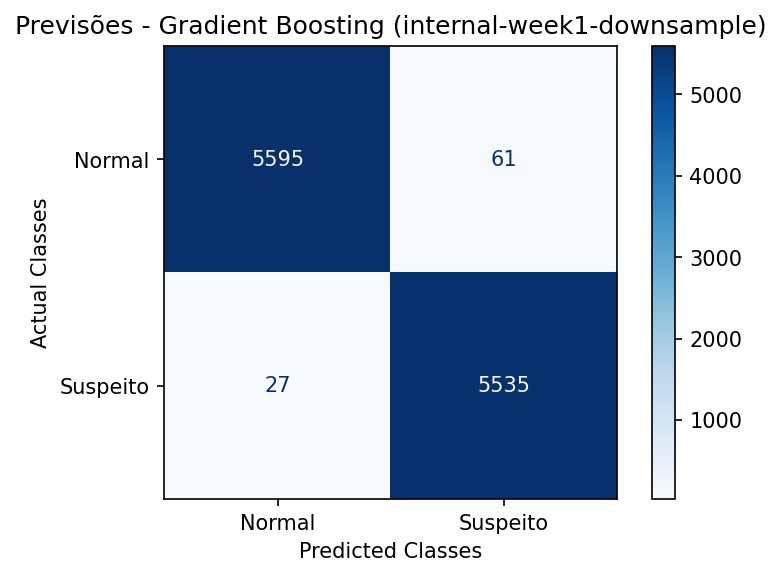 Previsões - Gradient Boosting (internal-week1-downsample)
Actual Classes
Normal
5595
61
Suspeito
27
5535
Normal
Suspeito
Predicted Classes
5000
4000
3000
2000
1000